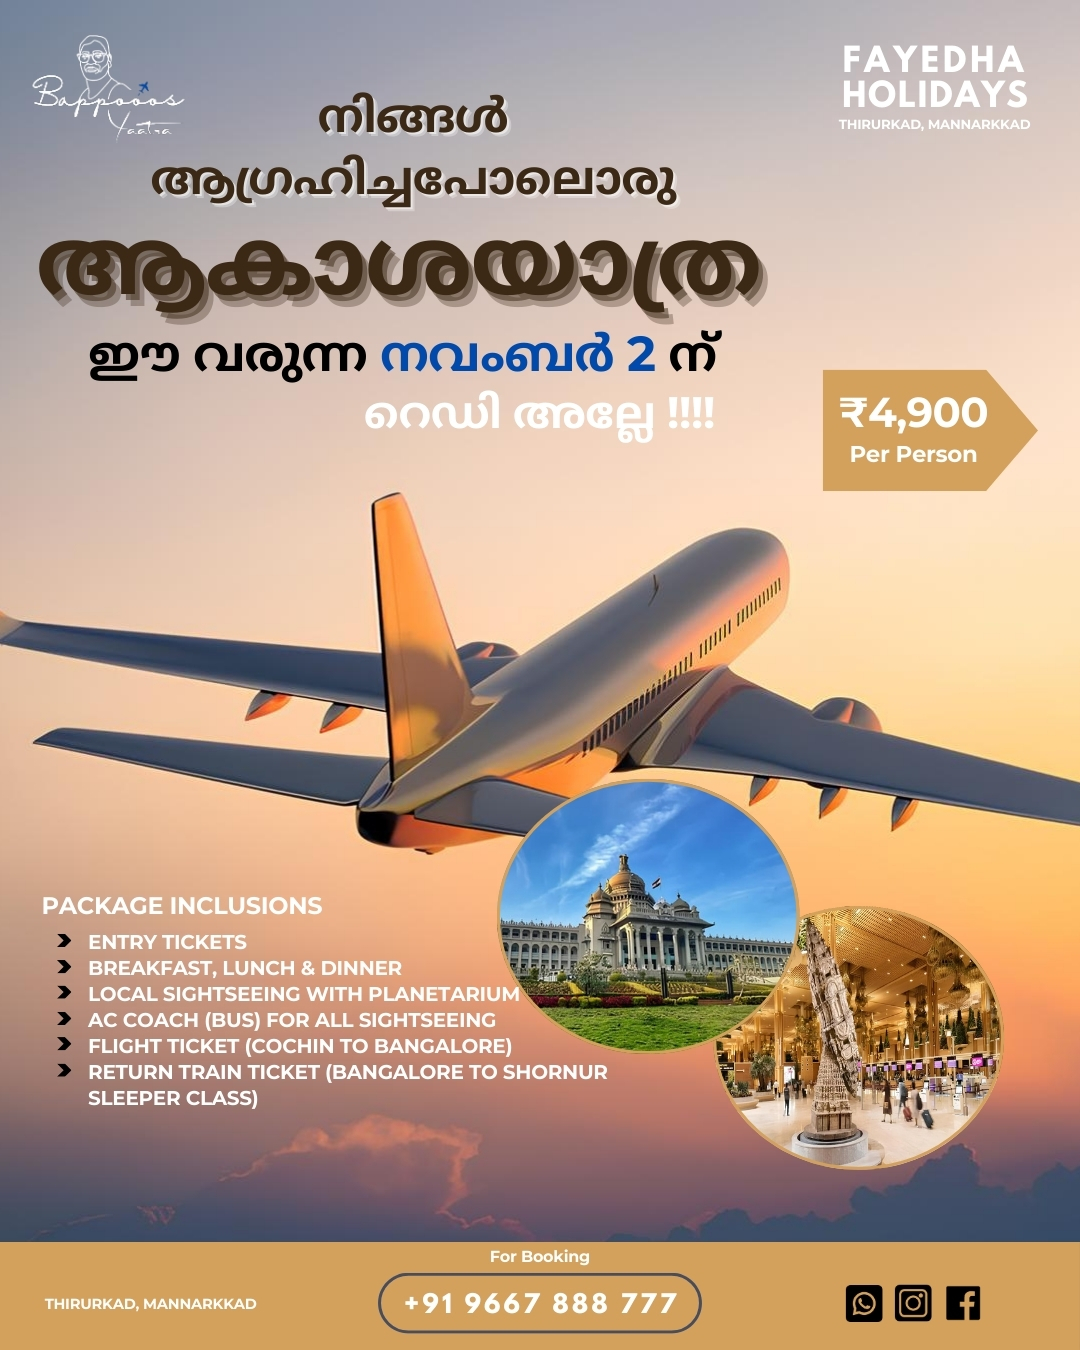 Bappooos
Yaatra
FAYEDHA
HOLIDAYS
THIRURKAD, MANNARKKAD
നിങ്ങൾ
ആഗ്രഹിച്ചപോലൊരു
ആകാശയാത്ര
ഈ വരുന്ന നവംബർ 2 ന്
റെഡി അല്ലേ !!!!
₹4,900
Per Person
PACKAGE INCLUSIONS
ENTRY TICKETS
BREAKFAST, LUNCH & DINNER
LOCAL SIGHTSEEING WITH PLANETARIUM
AC COACH (BUS) FOR ALL SIGHTSEEING
FLIGHT TICKET (COCHIN TO BANGALORE)
RETURN TRAIN TICKET (BANGALORE TO SHORNUR
SLEEPER CLASS)
For Booking
THIRURKAD, MANNARKKAD
+91 9667 888 777